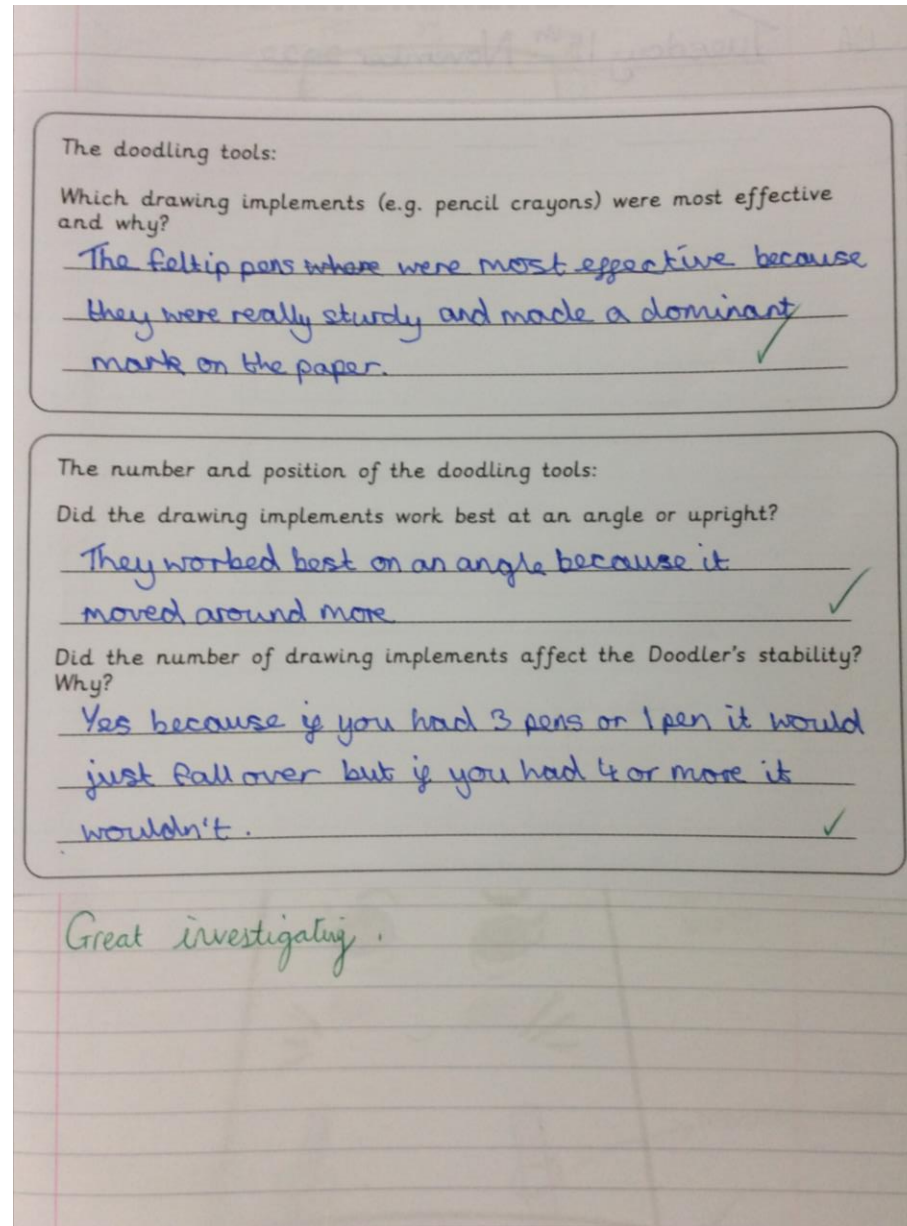 Tuesday 15th November 2022
The doodling tools:
Which drawing implements (e.g. pencil crayons) were most effective
and why?
The feltip pens where were most effective because
they were really sturdy and made a dominant
mark on the paper.
The number and position of the doodling tools:
Did the drawing implements work best at an angle or upright?
They worked best on an angle because it
moved around more
Did the number of drawing implements affect the Doodler's stability?
Why?
Yes because if you had 3 pens or 1 pen it would
just fall over but if you had 4 or more it
wouldn't.
Great investigating.